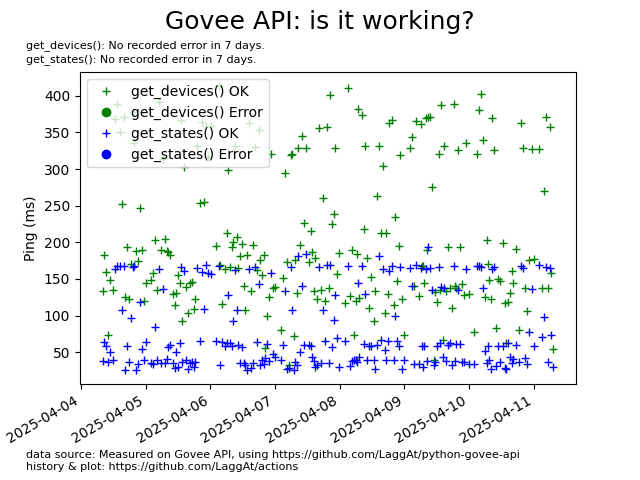 Govee API: is it working?
get_devices(): No recorded error in 7 days.
get_states(): No recorded error in 7 days.
get_devices() OK
get_devices() Error
get_states() OK
get_states() Error
Ping (ms)
400
350
300
250
200
150
100
50
2025-04-04
2025-04-05
2025-04-06
2025-04-07
2025-04-08
2025-04-09
2025-04-10
2025-04-11
data source: Measured on Govee API, using https://github.com/LaggAt/python-govee-api
history & plot: https://github.com/LaggAt/actions